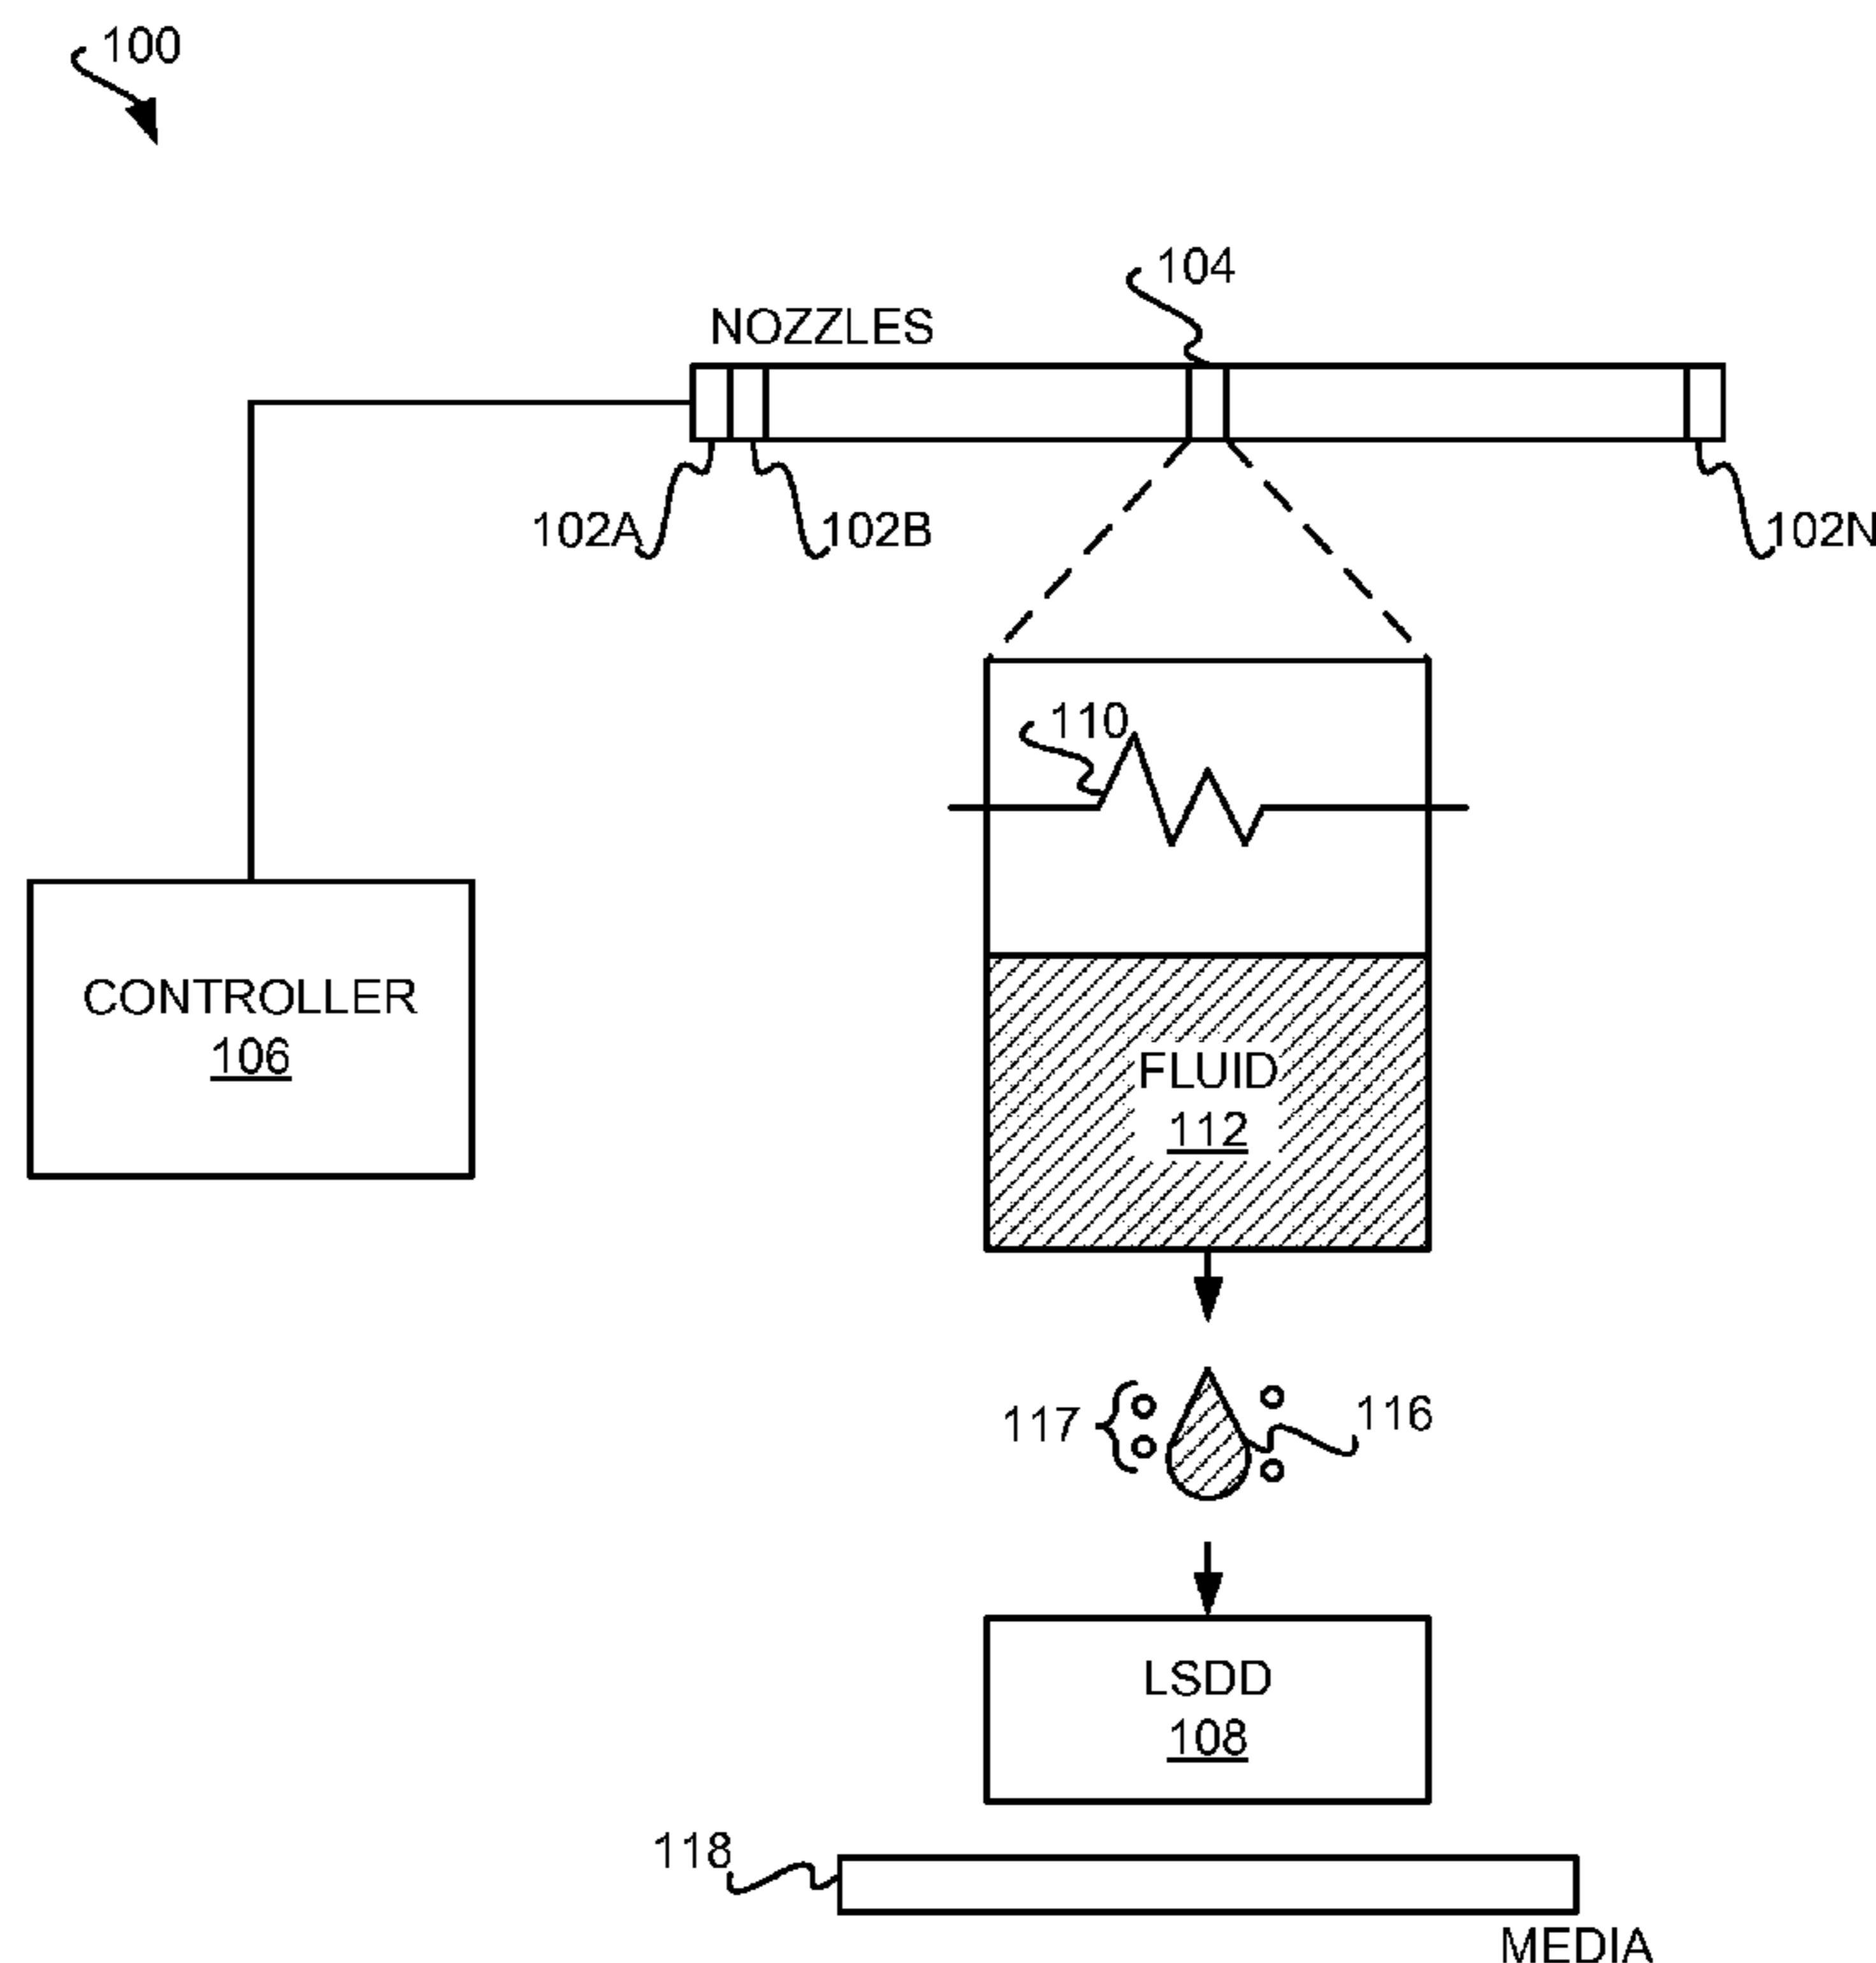 100
104
NOZZLES
102A
102B
102N
110
CONTROLLER
106
FLUID
112
117
116
LSDD
108
118
MEDIA